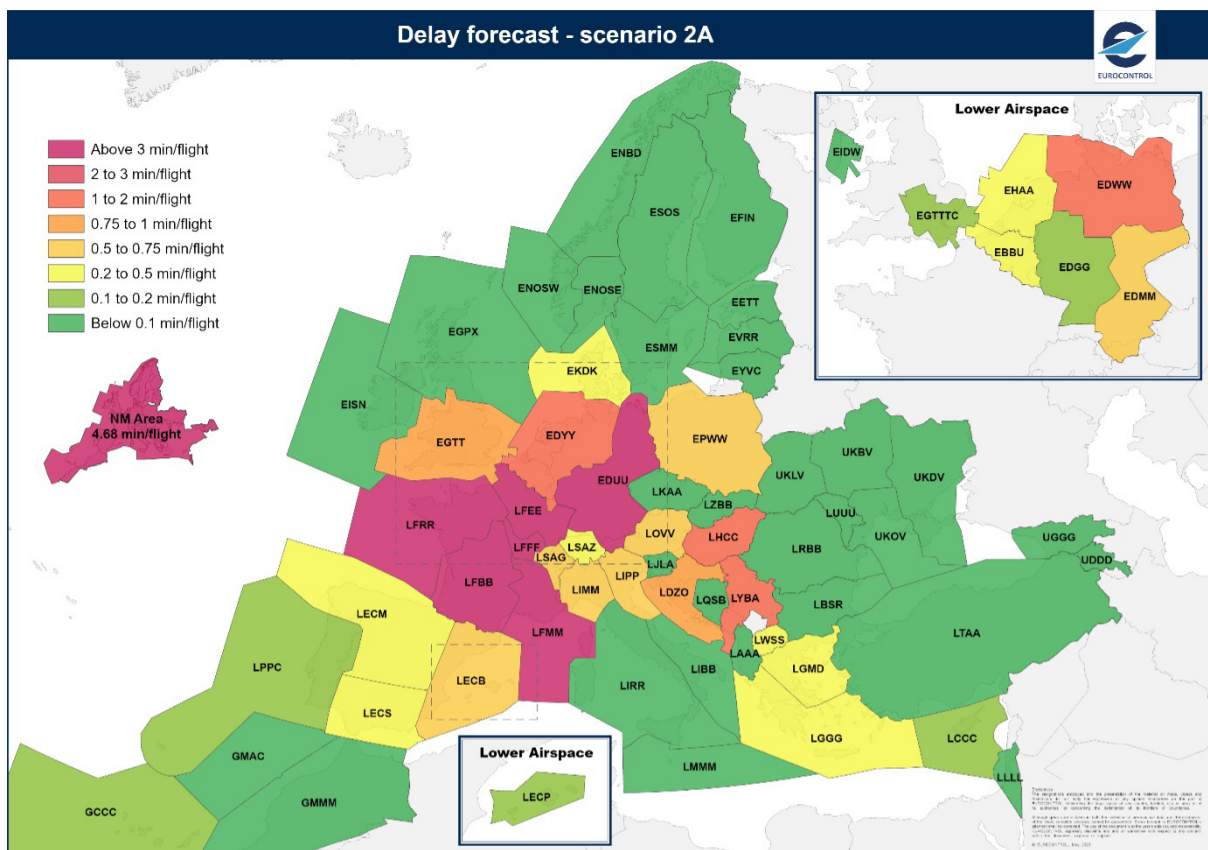 Delay forecast - scenario 2A
EUROCONTROL
Above 3 min/flight
2 to 3 min/flight
1 to 2 min/flight
0.75 to 1 min/flight
0.5 to 0.75 min/flight
0.2 to 0.5 min/flight
0.1 to 0.2 min/flight
Below 0.1 min/flight
NM Area
4.68 min/flight
Lower Airspace
EIDW
EGTTTC
EHAA
EDWW
EBBU
EDGG
EDMM
ENBD
ESOS
EFIN
ENOSW
ENOSE
EETT
EGPX
EVRR
ESMM
EYVC
EKDK
EISN
EGTT
EDYY
EPWW
UKBV
UKLV
UKDV
EDUU
LKAA
LZBB
LFEE
LUUU
LFRR
LOVV
LHCC
UKOV
LFFF
LSAZ
LSAG
LRBB
UGGG
LJLA
UDDD
LFBB
LIMM
LIPP
LDZO
LQSB
LYBA
LECM
LBSR
LFMM
LWSS
LTAA
LAAA
LPPC
LECB
LIRR
LIBB
LGMD
LECS
LGGG
LCCC
GMAC
LMMM
LLLL
GCCC
GMMM
Lower Airspace
LECP